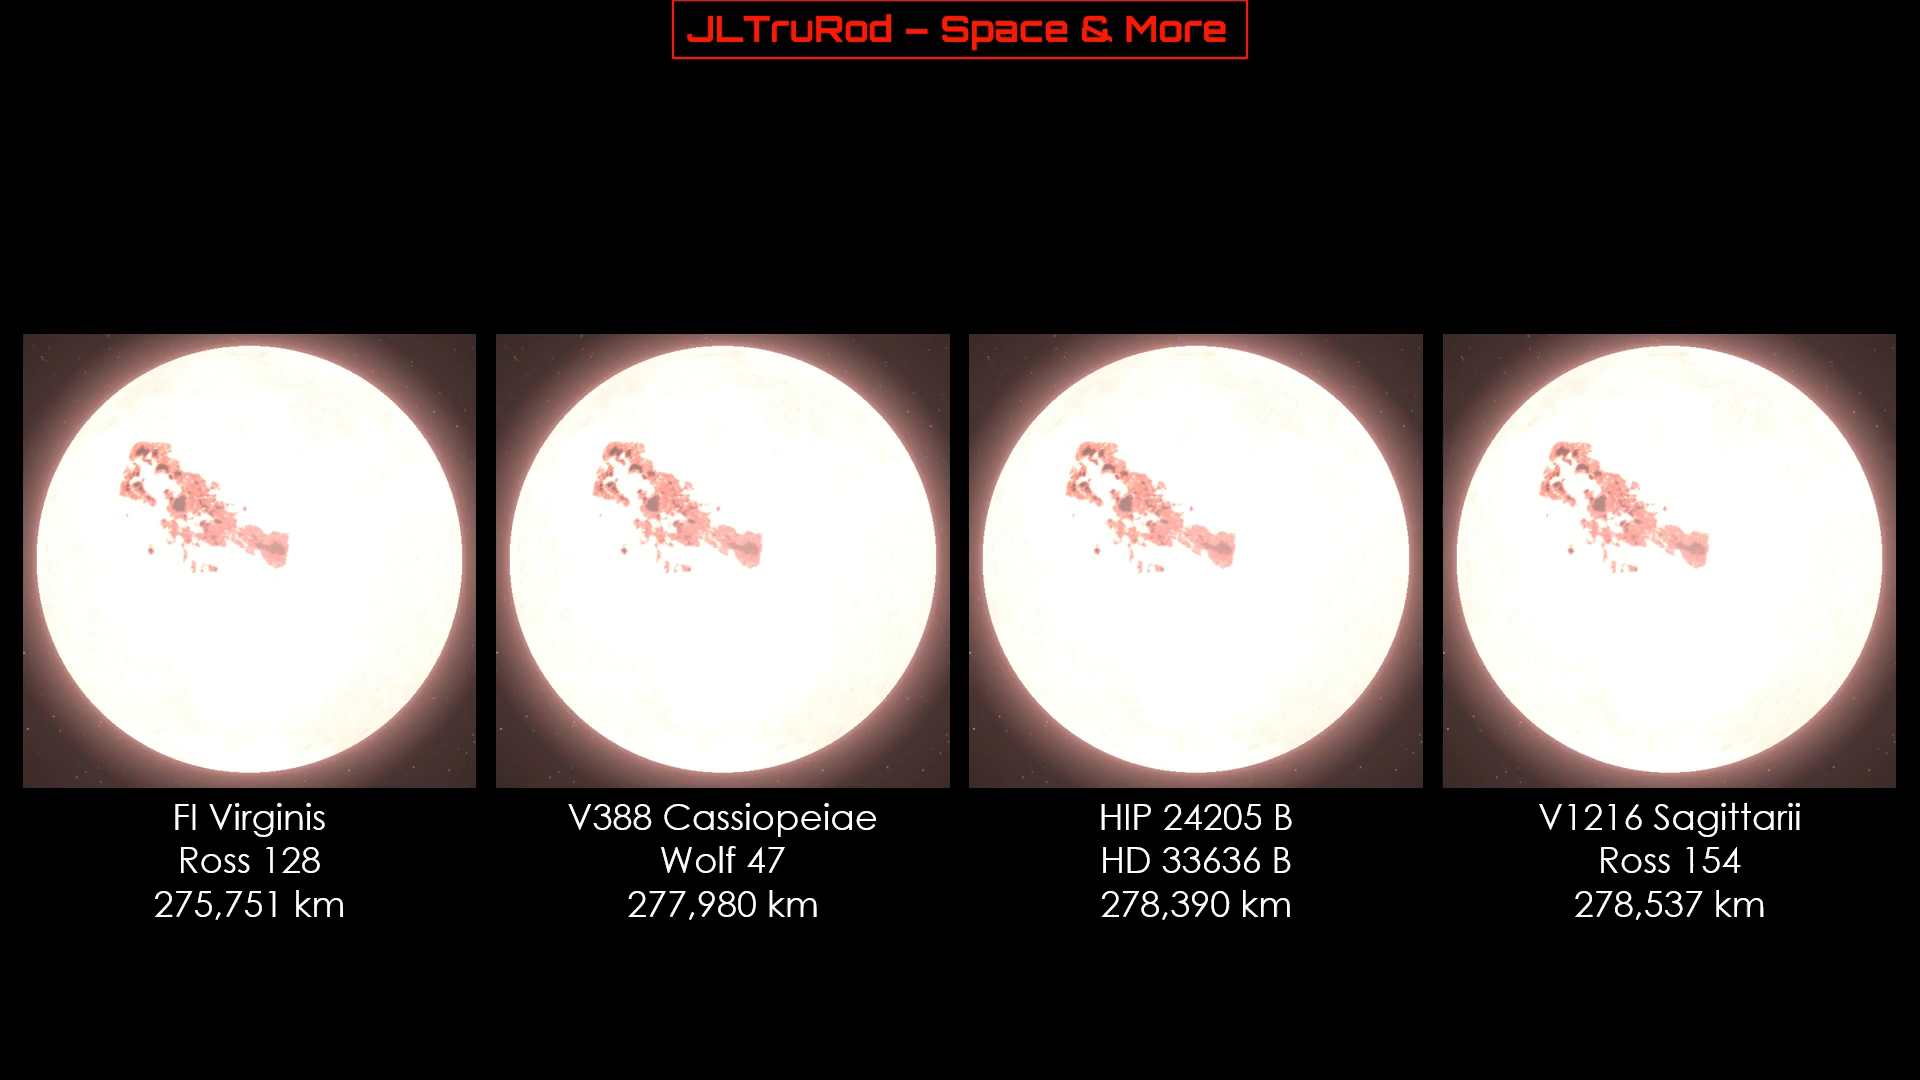 JLTruRod – Space & More
FI Virginis
Ross 128
275,751 km
V388 Cassiopeiae
Wolf 47
277,980 km
HIP 24205 B
HD 33636 B
278,390 km
V1216 Sagittarii
Ross 154
278,537 km